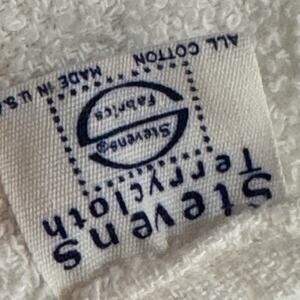 Stevens
Terrycloth
Stevens®
Fabrics
ALL COTTON
MADE IN U.S.